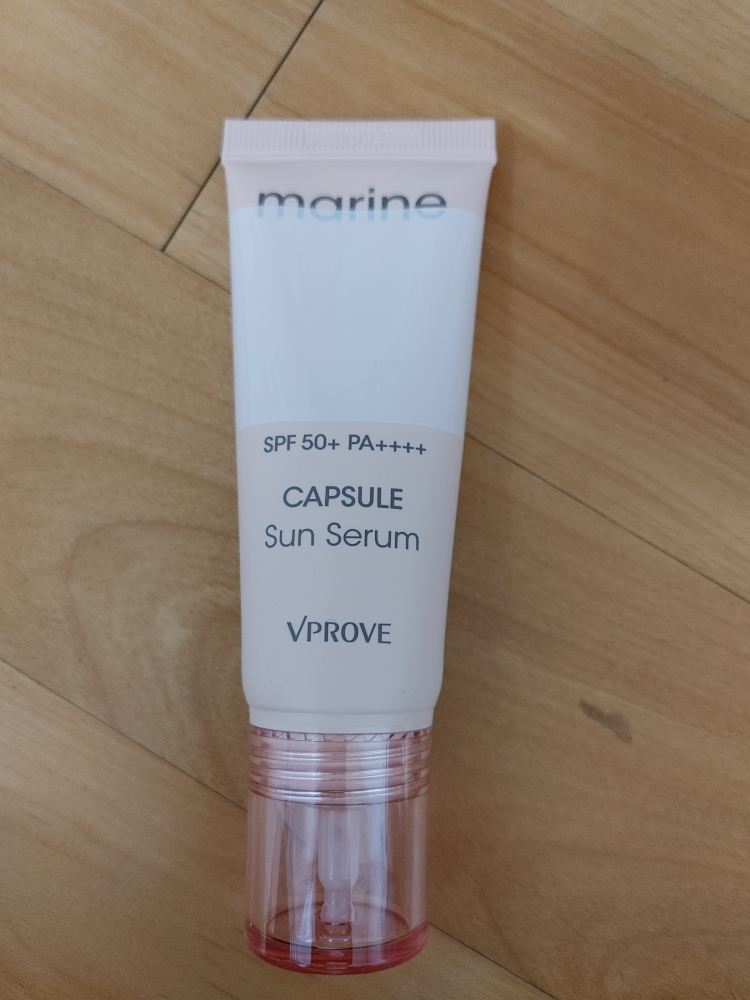 marine
SPF 50+ PA++++
CAPSULE
Sun Serum
VPROVE